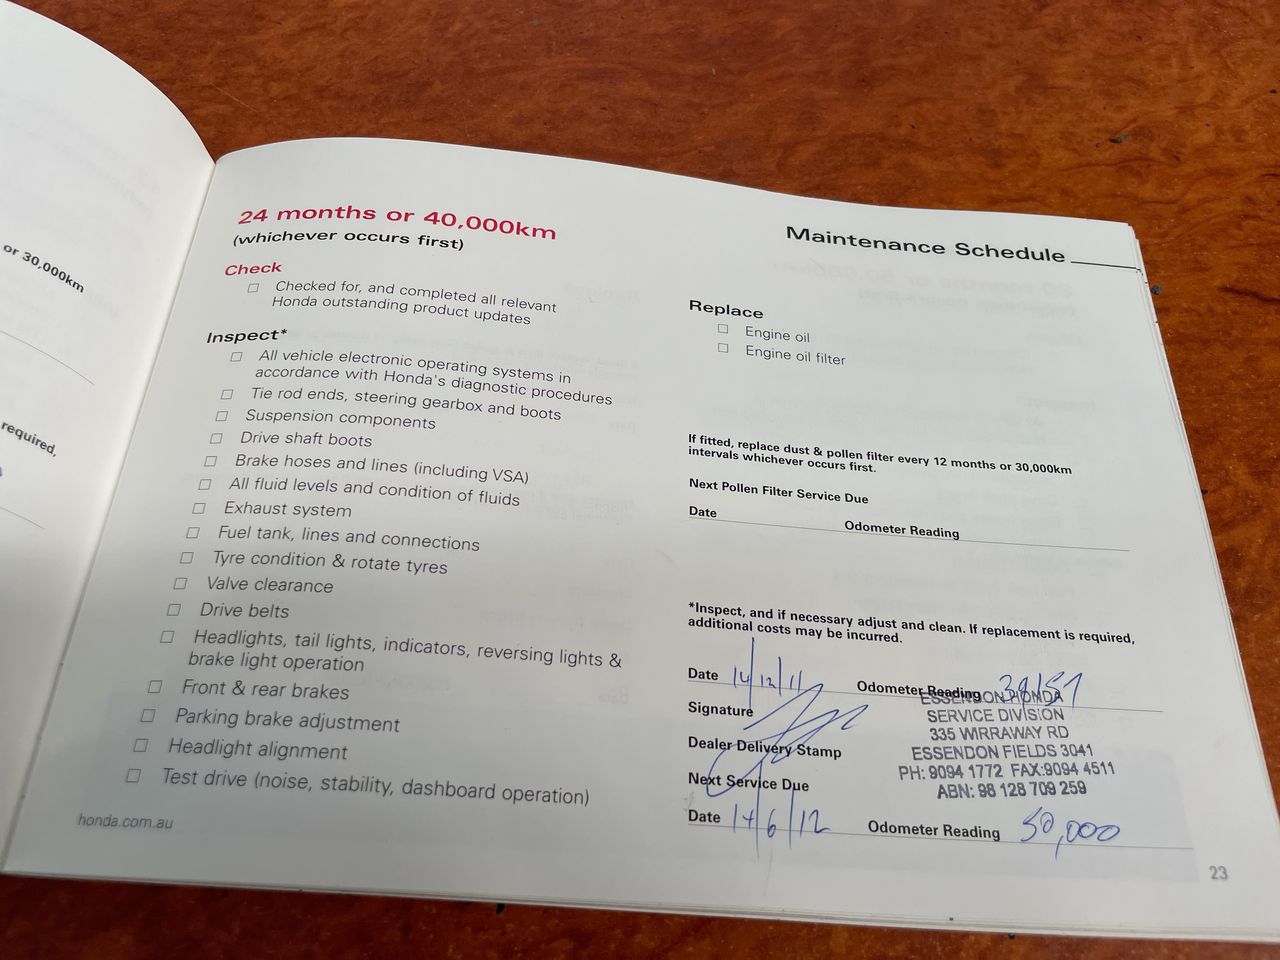 or 30,000km
required,
24 months or 40,000km
(whichever occurs first)
Check
Checked for, and completed all relevant
Honda outstanding product updates
Inspect*
All vehicle electronic operating systems in
accordance with Honda's diagnostic procedures
Tie rod ends, steering gearbox and boots
Suspension components
Drive shaft boots
Brake hoses and lines (including VSA)
All fluid levels and condition of fluids
Exhaust system
Fuel tank, lines and connections
Tyre condition & rotate tyres
Valve clearance
Drive belts
Headlights, tail lights, indicators, reversing lights &
brake light operation
Front & rear brakes
Parking brake adjustment
Headlight alignment
Test drive (noise, stability, dashboard operation)
honda.com.au
Maintenance Schedule
Replace
Engine oil
Engine oil filter
If fitted, replace dust & pollen filter every 12 months or 30,000km
intervals whichever occurs first.
Next Pollen Filter Service Due
Date Odometer Reading
*Inspect, and if necessary adjust and clean. If replacement is required,
additional costs may be incurred.
Date 14/12/11 Odometer Reading
Signature
Dealer Delivery Stamp
ESSENDON HONDA
SERVICE DIVISION
335 WIRRAWAY RD
ESSENDON FIELDS 3041
PH: 9094 1772 FAX:9094 4511
ABN: 98 128 709 259
Next Service Due
Date 14/6/12 Odometer Reading 50,000
23